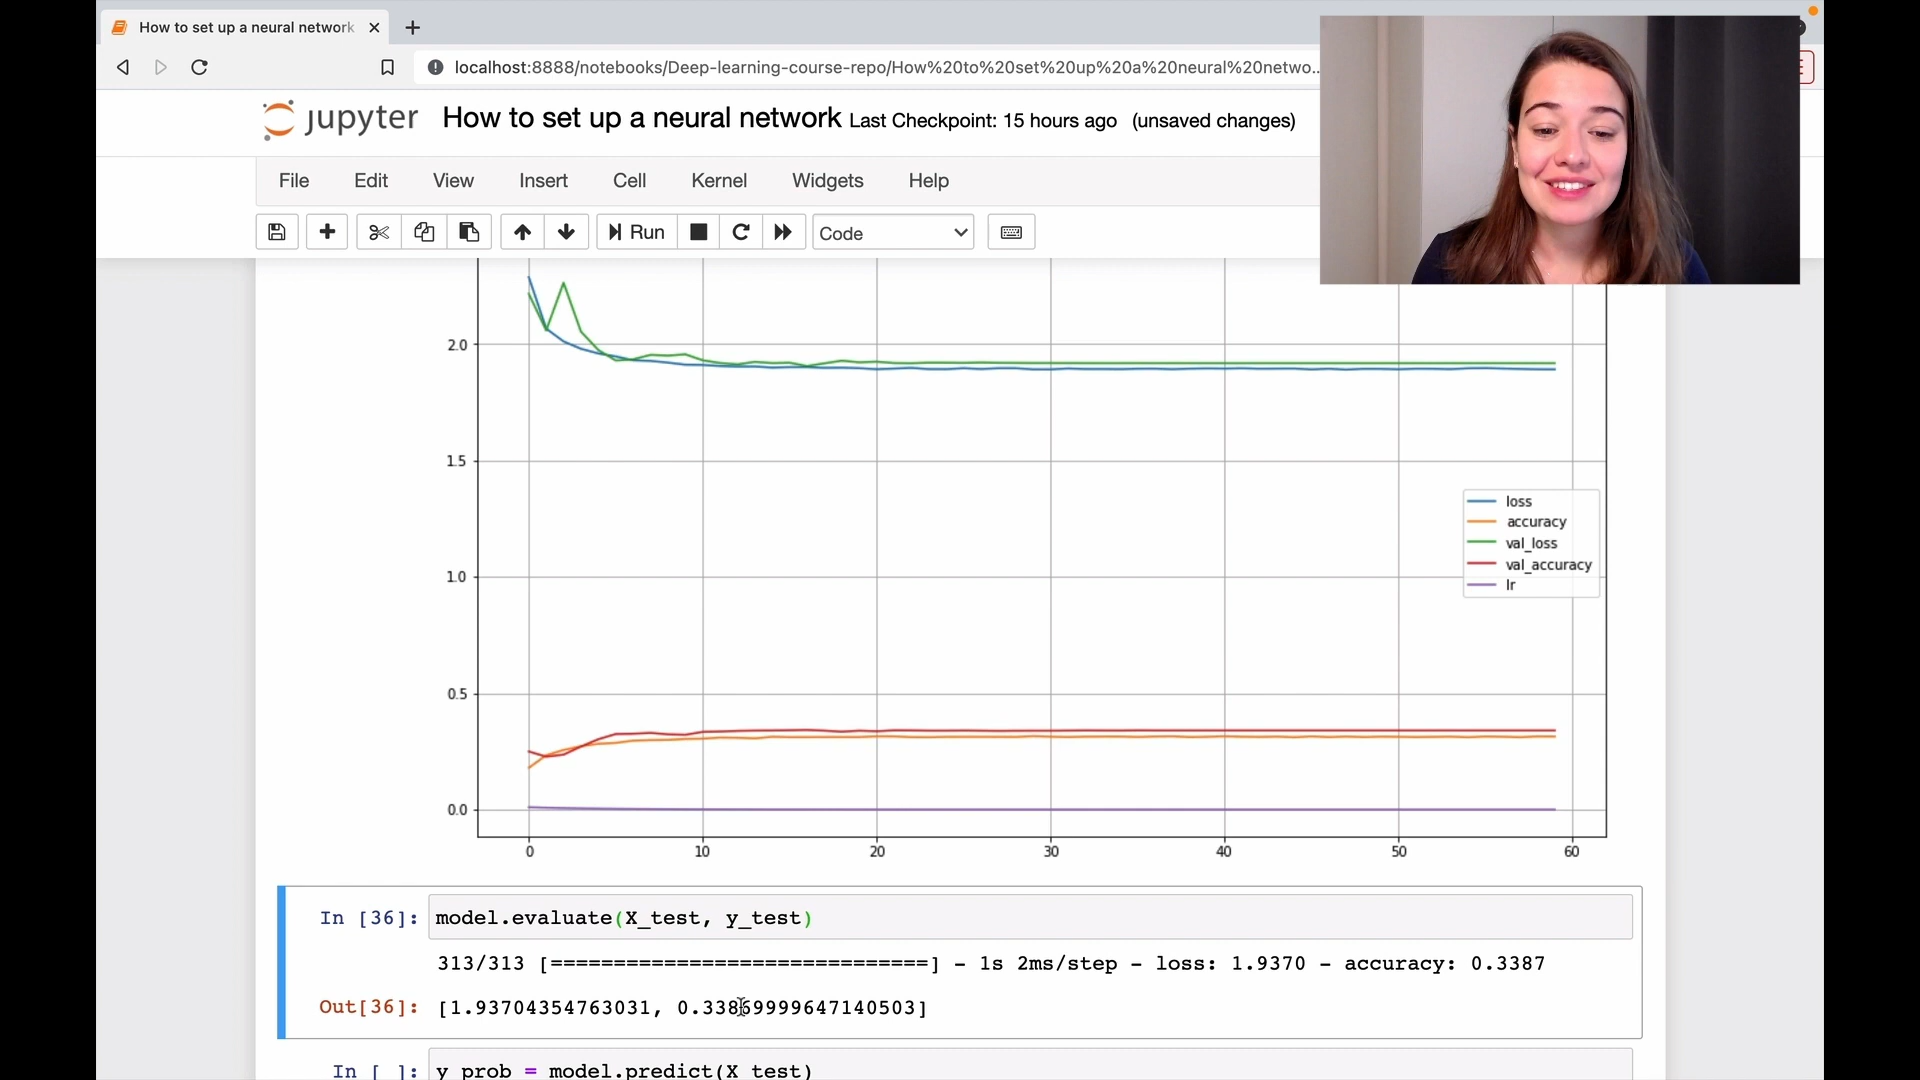 How to set up a neural network
localhost:8888/notebooks/Deep-learning-course-repo/How%20to%20set%20up%20a%20neural%20netwo...
jupyter How to set up a neural network Last Checkpoint: 15 hours ago (unsaved changes)
File Edit View Insert Cell Kernel Widgets Help
Run Code
2.0
1.5
1.0
0.5
0.0
loss
accuracy
val_loss
val_accuracy
lr
0 10 20 30 40 50 60
In [36]: model.evaluate(X_test, y_test)
313/313 [==============================] - 1s 2ms/step - loss: 1.9370 - accuracy: 0.3387
Out[36]: [1.93704354763031, 0.33869999647140503]
In [ ]: y_prob = model.predict(X_test)